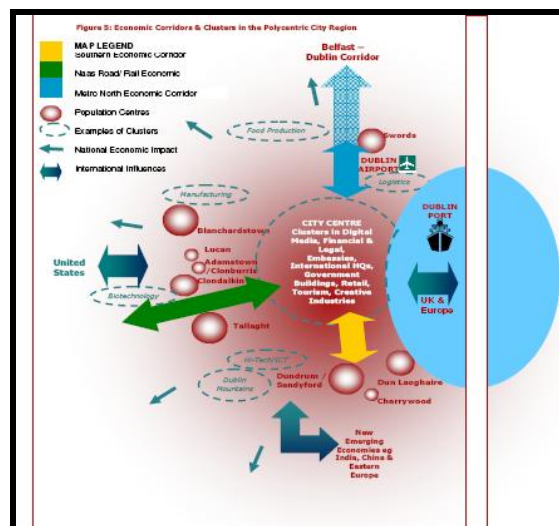 Figure 5: Economic Corridors & Clusters in the Polycentric City Region
MAP LEGEND
Southern Economic Corridor
Naas Road/ Rail Economic
Metro North Economic Corridor
Population Centres
Examples of Clusters
National Economic Impact
International Influences
Belfast –
Dublin Corridor
Food Production
Swords
DUBLIN
AIRPORT
Logistics
Manufacturing
Blanchardstown
Lucan
Adamstown
/Clonburris
Clondalkin
United
States
Biotechnology
Tallaght
CITY CENTRE
Clusters in Digital
Media, Financial &
Legal,
Embassies,
International HQs,
Government
Buildings, Retail,
Tourism, Creative
Industries
DUBLIN
PORT
UK &
Europe
Hi-Tech/ICT
Dublin
Mountains
Dundrum /
Sandyford
Dun Laoghaire
Cherrywood
New
Emerging
Economies eg
India, China &
Eastern
Europe